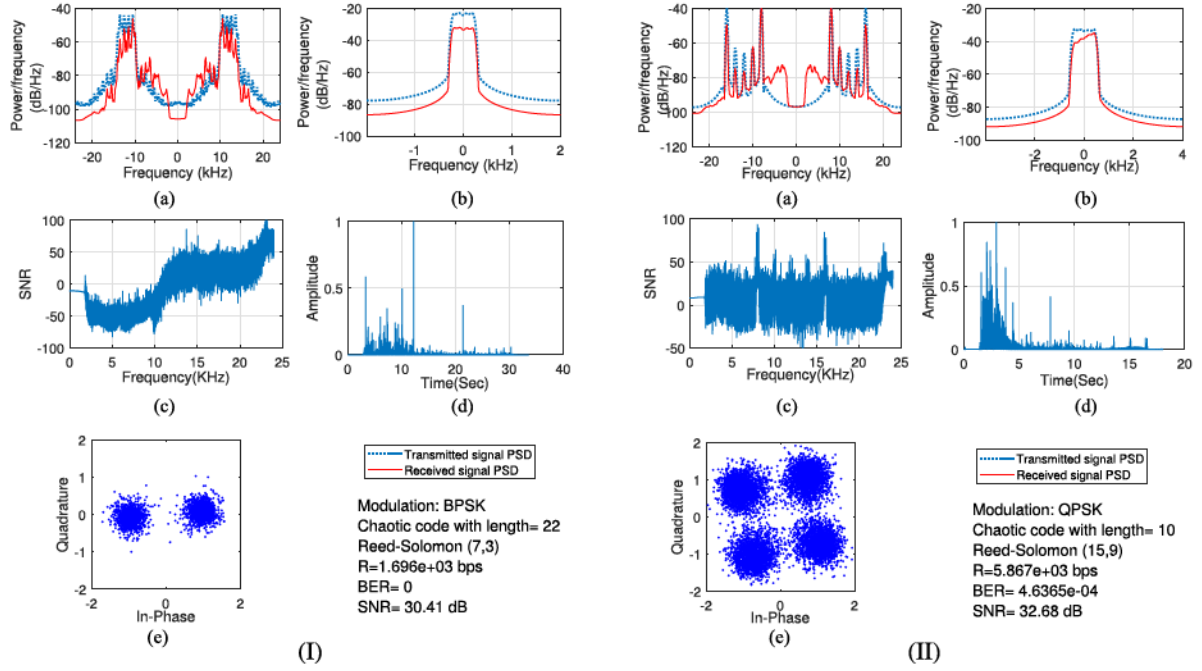 Power/frequency
(dB/Hz)
-40
-60
-80
-100
-120
-20
-10
0
10
20
Frequency (kHz)
(a)
Power/frequency
(dB/Hz)
-20
-40
-60
-80
-100
-1
0
1
2
Frequency (kHz)
(b)
SNR
100
50
0
-50
-100
0
5
10
15
20
25
Frequency(KHz)
(c)
Amplitude
1
0.5
0
0
10
20
30
40
Time(Sec)
(d)
Quadrature
2
1
0
-1
-2
-2
0
2
In-Phase
(e)
Transmitted signal PSD
Received signal PSD
Modulation: BPSK
Chaotic code with length= 22
Reed-Solomon (7,3)
R=1.696e+03 bps
BER= 0
SNR= 30.41 dB
(I)
Power/frequency
(dB/Hz)
-40
-60
-80
-100
-120
-20
-10
0
10
20
Frequency (kHz)
(a)
Power/frequency
(dB/Hz)
-20
-40
-60
-80
-100
-2
0
2
4
Frequency (kHz)
(b)
SNR
100
50
0
-50
0
5
10
15
20
25
Frequency(KHz)
(c)
Amplitude
1
0.5
0
0
5
10
15
20
Time(Sec)
(d)
Quadrature
2
1
0
-1
-2
-2
0
2
In-Phase
(e)
Transmitted signal PSD
Received signal PSD
Modulation: QPSK
Chaotic code with length= 10
Reed-Solomon (15,9)
R=5.867e+03 bps
BER= 4.6365e-04
SNR= 32.68 dB
(II)